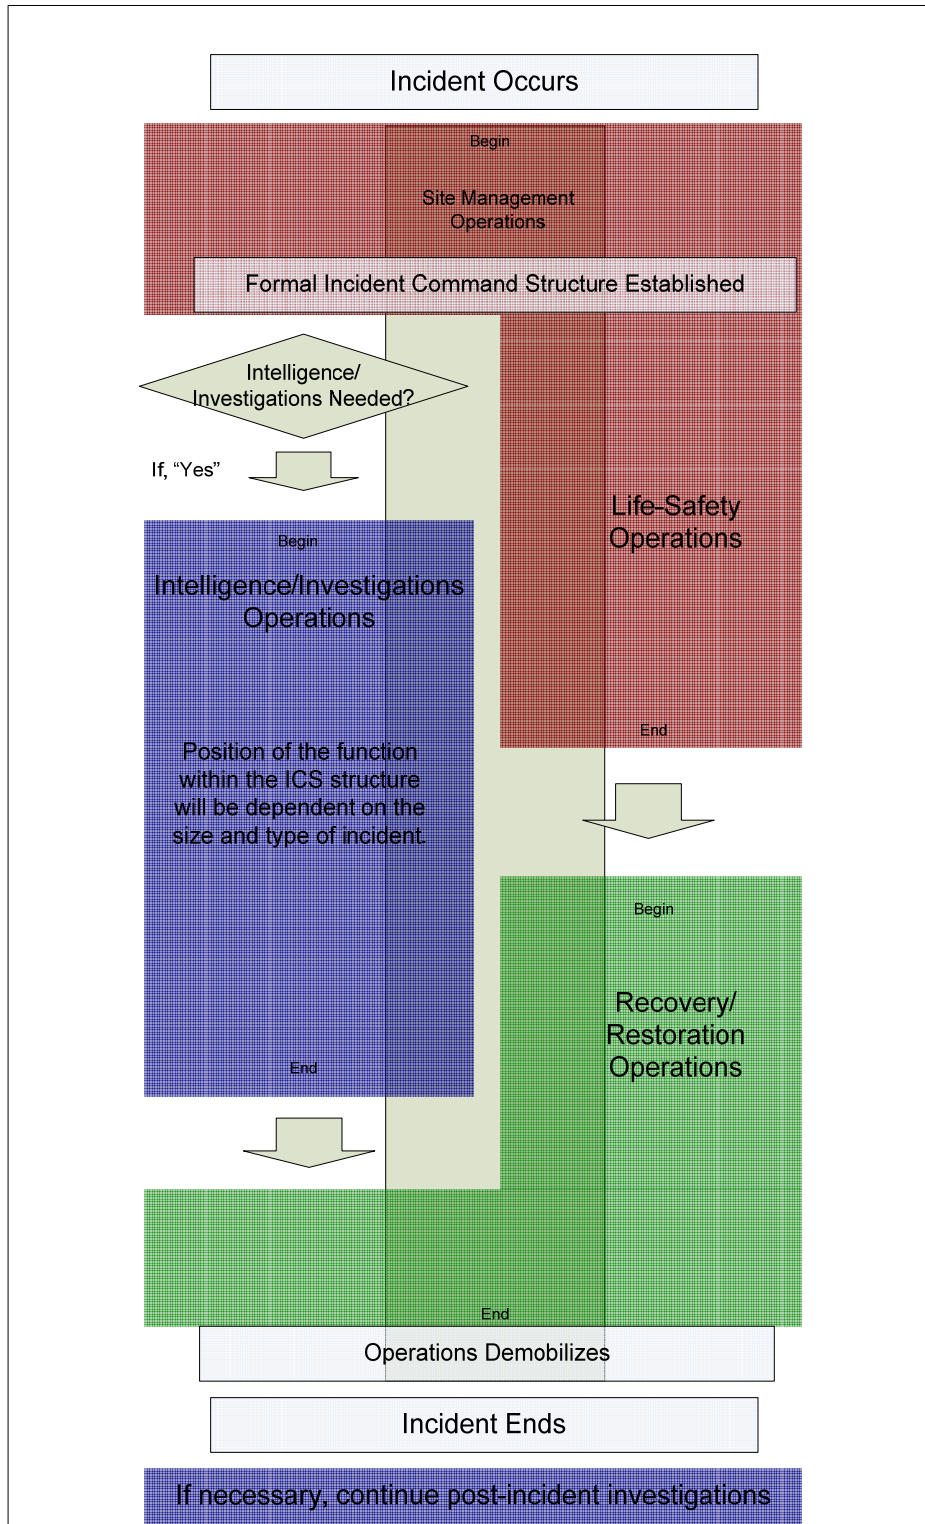 Incident Occurs
Begin
Site Management
Operations
Formal Incident Command Structure Established
Intelligence/
Investigations Needed?
If, “Yes”
Begin
Intelligence/Investigations
Operations
Position of the function
within the ICS structure
will be dependent on the
size and type of incident.
End
Life-Safety
Operations
End
Begin
Recovery/
Restoration
Operations
End
Operations Demobilizes
Incident Ends
If necessary, continue post-incident investigations